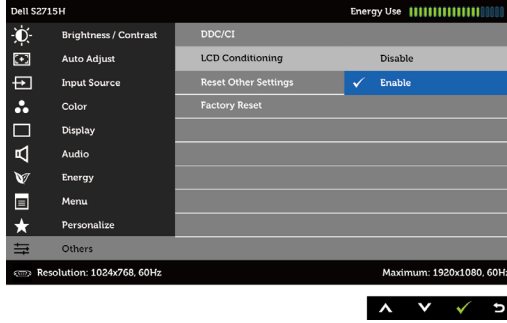 Dell S2715H
Energy Use
Brightness / Contrast
DDC/CI
Auto Adjust
LCD Conditioning
Disable
Input Source
Reset Other Settings
Enable
Color
Factory Reset
Display
Audio
Energy
Menu
Personalize
Others
Resolution: 1024x768, 60Hz
Maximum: 1920x1080, 60Hz